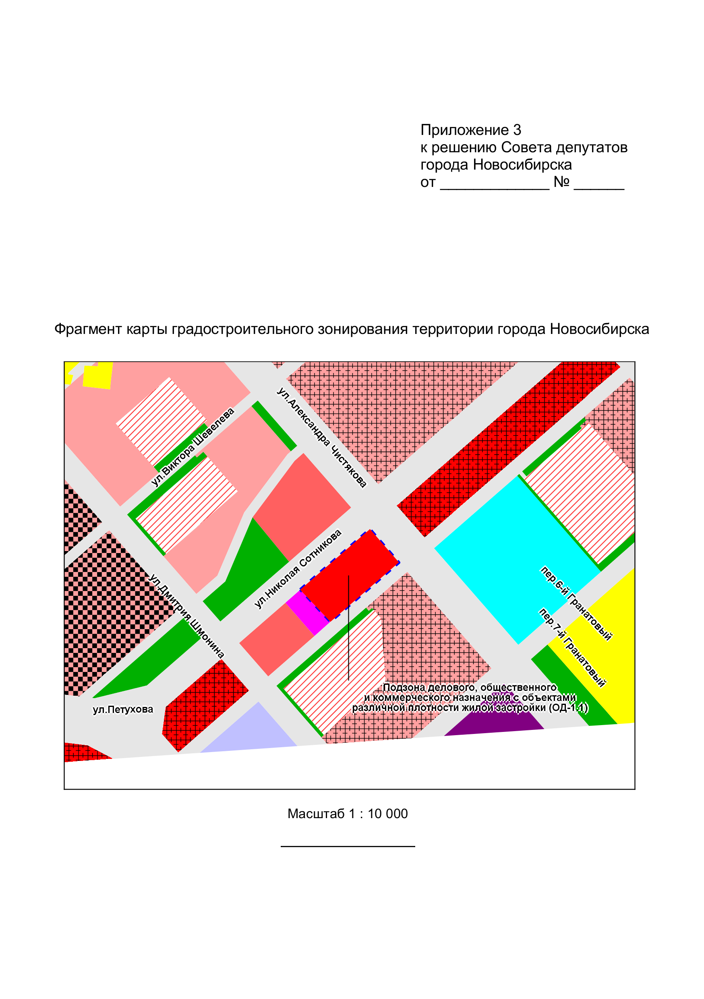 Приложение 3
к решению Совета депутатов
города Новосибирска
от _____________ № ______
Фрагмент карты градостроительного зонирования территории города Новосибирска
ул.Александра Чистякова
ул.Виктора Шевелева
ул.Николая Сотникова
ул.Дмитрия Шмонина
пер.6-й Гранатовый
пер.7-й Гранатовый
Подзона делового, общественного
и коммерческого назначения с объектами
различной плотности жилой застройки (ОД-1.1)
ул.Петухова
Масштаб 1 : 10 000